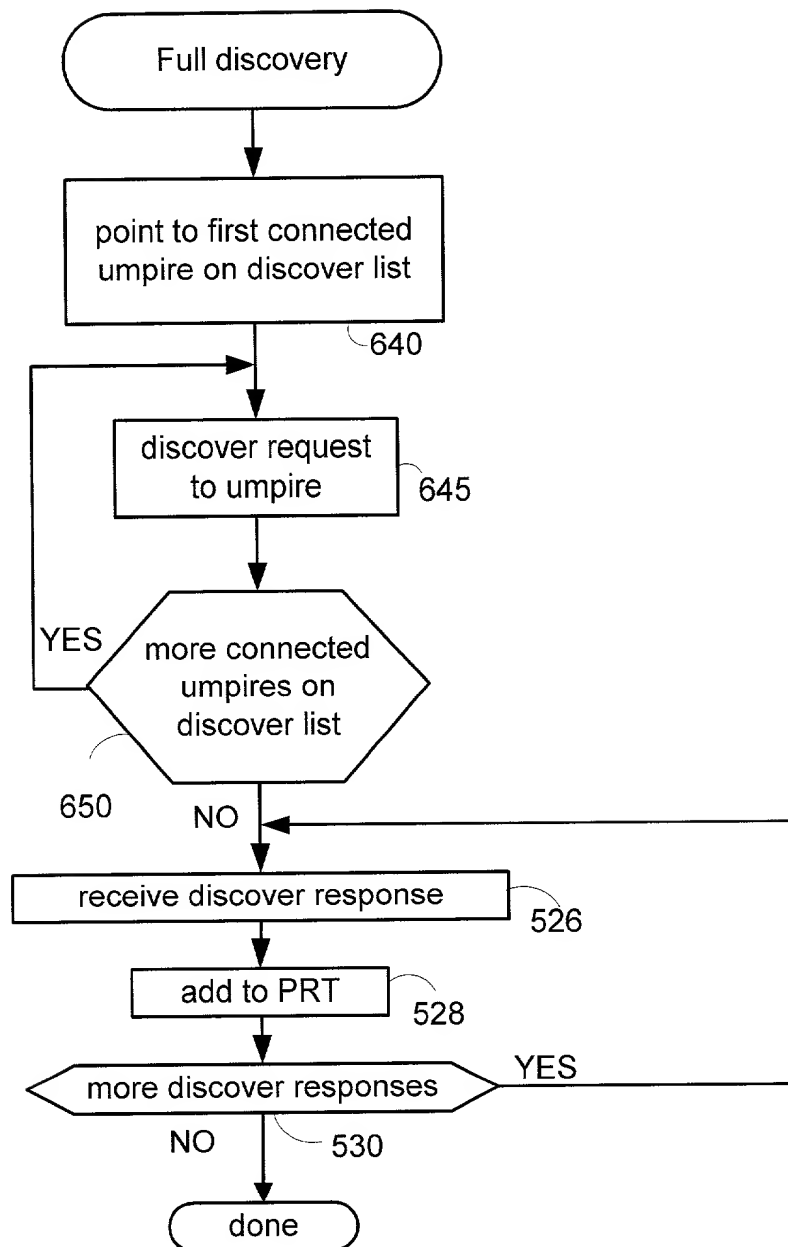 Full discovery
point to first connected
umpire on discover list
640
discover request
to umpire
645
YES
more connected
umpires on
discover list
650
NO
receive discover response
526
add to PRT
528
more discover responses
YES
NO
530
done